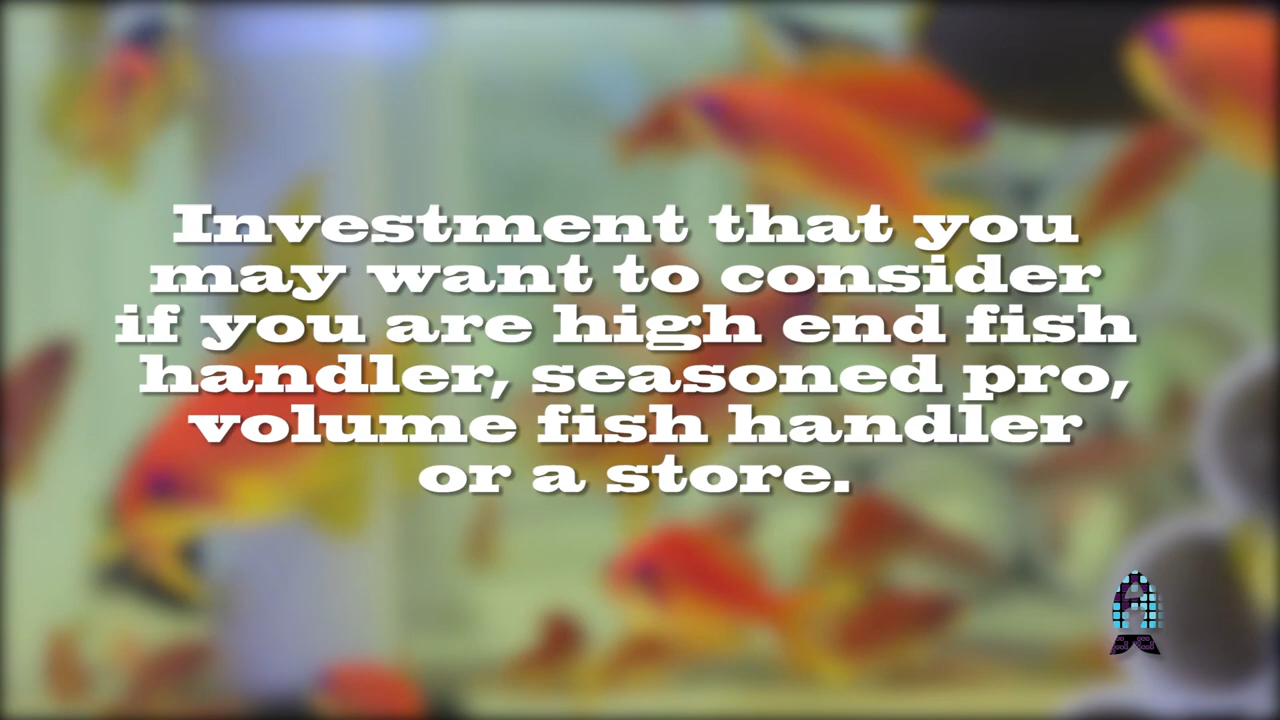 Investment that you
may want to consider
if you are high end fish
handler, seasoned pro,
volume fish handler
or a store.